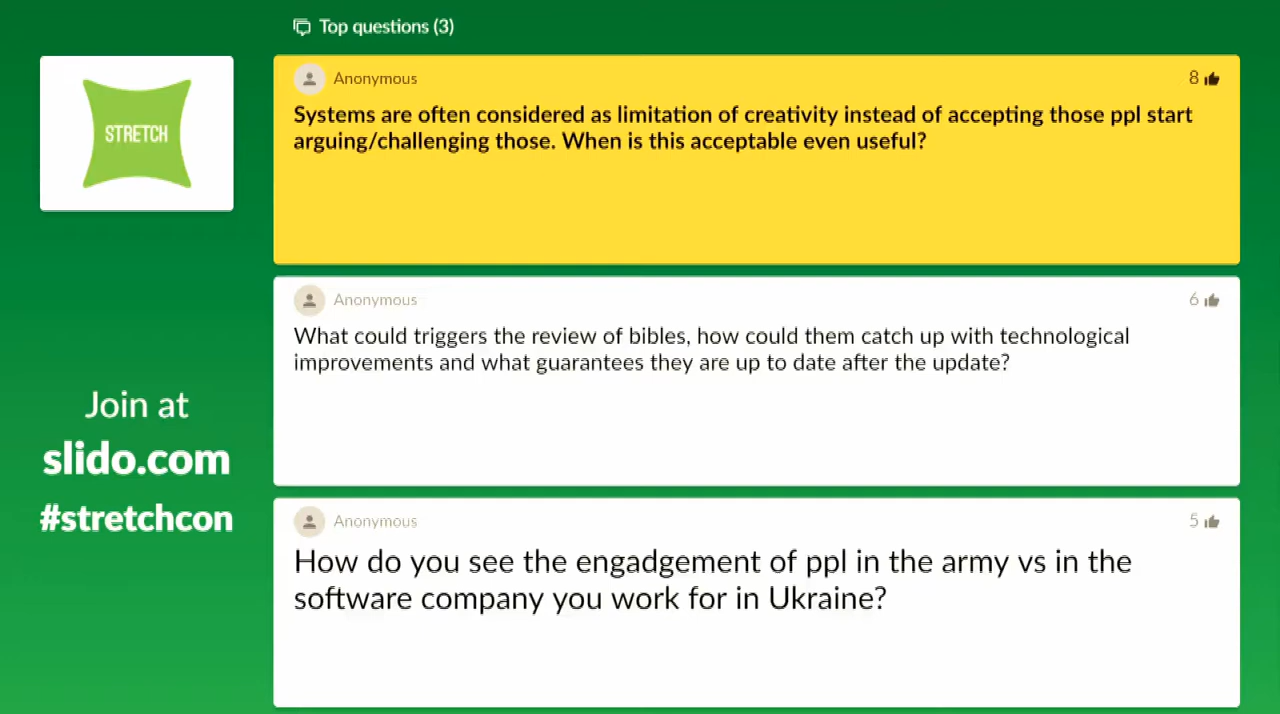 Top questions (3)
STRETCH
Anonymous
8
Systems are often considered as limitation of creativity instead of accepting those ppl start
arguing/challenging those. When is this acceptable even useful?
Anonymous
6
What could triggers the review of bibles, how could them catch up with technological
improvements and what guarantees they are up to date after the update?
Join at
slido.com
#stretchcon
Anonymous
5
How do you see the engadgement of ppl in the army vs in the
software company you work for in Ukraine?